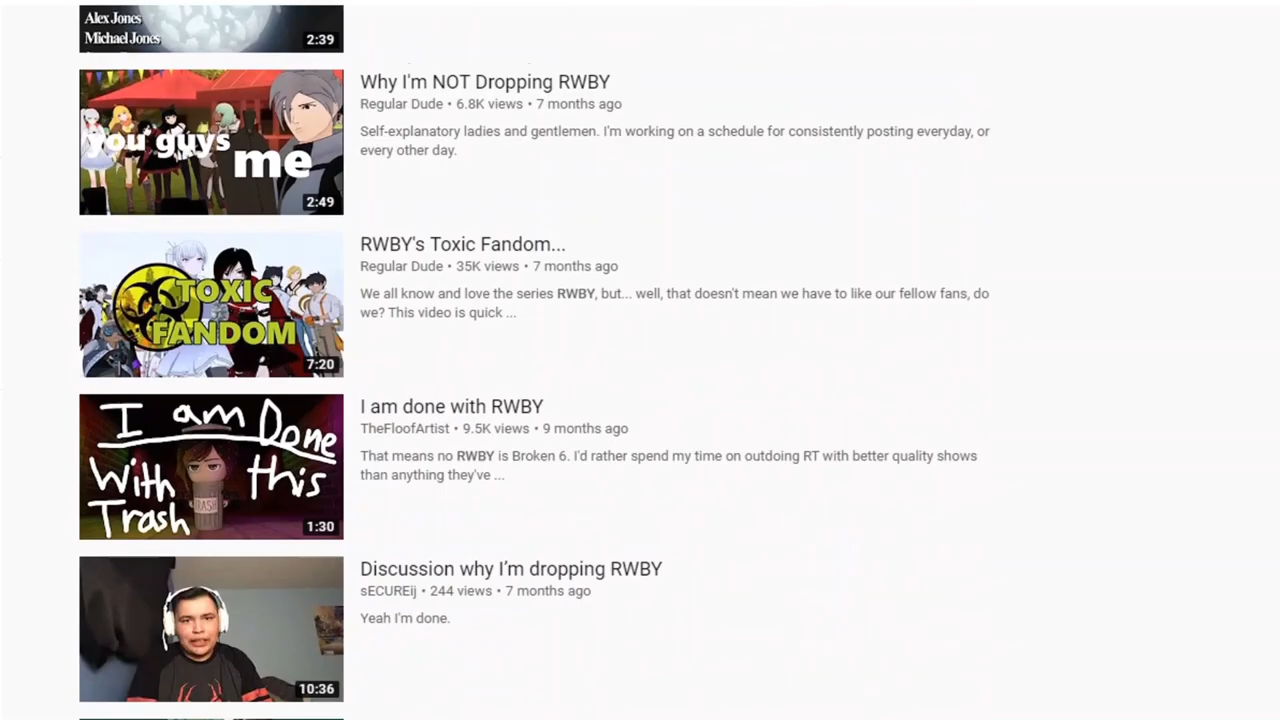 Alex Jones
Michael Jones
2:39
you guys
me
2:49
Why I'm NOT Dropping RWBY
Regular Dude • 6.8K views • 7 months ago
Self-explanatory ladies and gentlemen. I'm working on a schedule for consistently posting everyday, or
every other day.
TOXIC
FANDOM
7:20
RWBY's Toxic Fandom...
Regular Dude • 35K views • 7 months ago
We all know and love the series RWBY, but... well, that doesn't mean we have to like our fellow fans, do
we? This video is quick ...
I am Done
With this
Trash
TRASH
1:30
I am done with RWBY
TheFloofArtist • 9.5K views • 9 months ago
That means no RWBY is Broken 6. I'd rather spend my time on outdoing RT with better quality shows
than anything they've ...
10:36
Discussion why I’m dropping RWBY
sECUREij • 244 views • 7 months ago
Yeah I'm done.